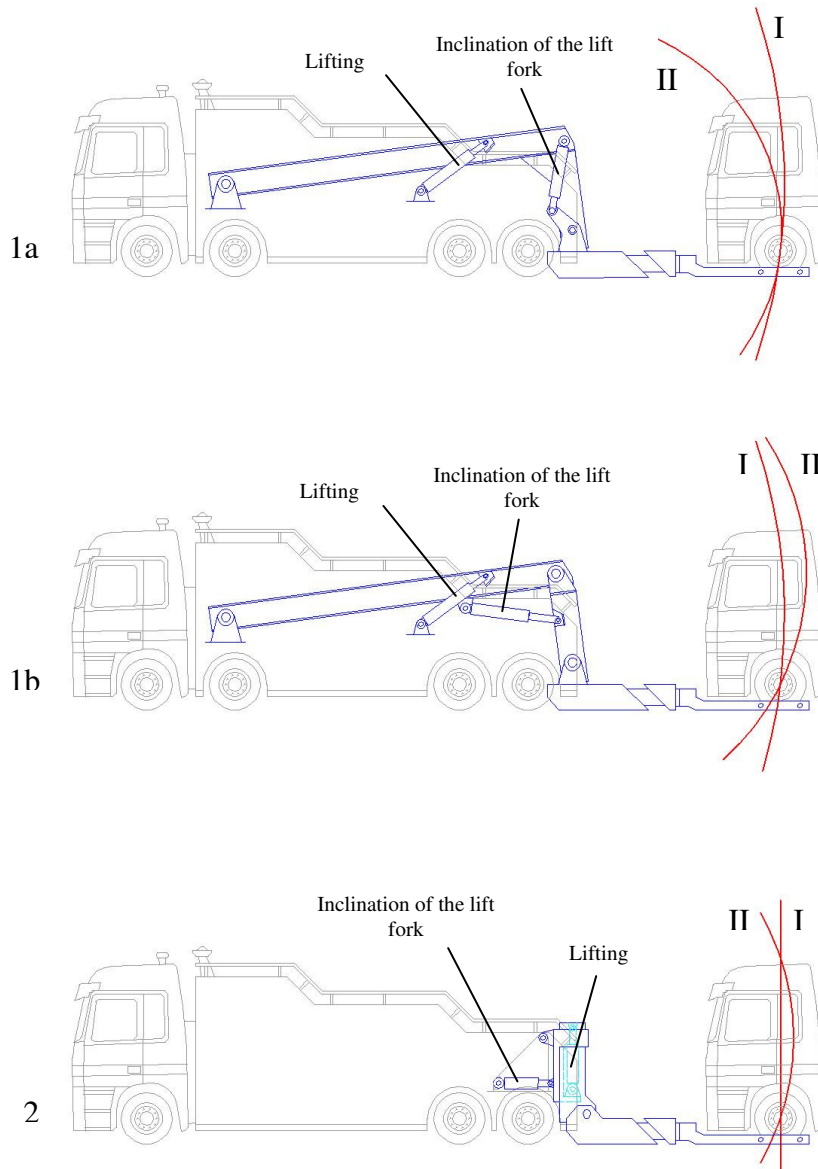 I
Inclination of the lift
fork
Lifting
II
1a
I
II
Inclination of the lift
fork
Lifting
1b
Inclination of the lift
fork
II
I
Lifting
2